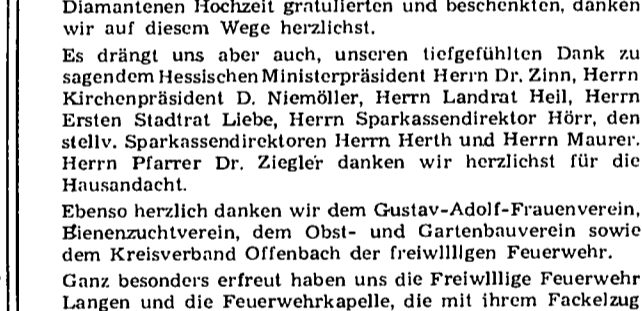 Diamantenen Hochzeit gratulierten und beschenkten, danken
wir auf diesem Wege herzlichst.
Es drängt uns aber auch, unseren tiefgefühlten Dank zu
sagendem Hessischen Ministerpräsident Herrn Dr. Zinn, Herrn
Kirchenpräsident D. Niemöller, Herrn Landrat Heil, Herrn
Ersten Stadtrat Liebe, Herrn Sparkassendirektor Hörr, den
stellv. Sparkassendirektoren Herrn Herth und Herrn Maurer.
Herrn Pfarrer Dr. Ziegler danken wir herzlichst für die
Hausandacht.
Ebenso herzlich danken wir dem Gustav-Adolf-Frauenverein,
Bienenzuchtverein, dem Obst- und Gartenbauverein sowie
dem Kreisverband Offenbach der freiwilligen Feuerwehr.
Ganz besonders erfreut haben uns die Freiwillige Feuerwehr
Langen und die Feuerwehrkapelle, die mit ihrem Fackelzug